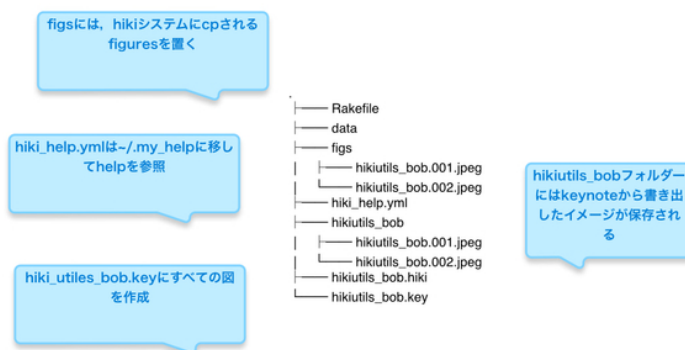 figsには，hikiシステムにcpされる
figuresを置く
hiki_help.ymlは~/.my_helpに移し
てhelpを参照
hiki_utiles_bob.keyにすべての図
を作成
.
├── Rakefile
├── data
├── figs
│   ├── hikiutils_bob.001.jpeg
│   └── hikiutils_bob.002.jpeg
├── hiki_help.yml
├── hikiutils_bob
│   ├── hikiutils_bob.001.jpeg
│   └── hikiutils_bob.002.jpeg
├── hikiutils_bob.hiki
└── hikiutils_bob.key
hikiutils_bobフォルダー
にはkeynoteから書き出
したイメージが保存され
る